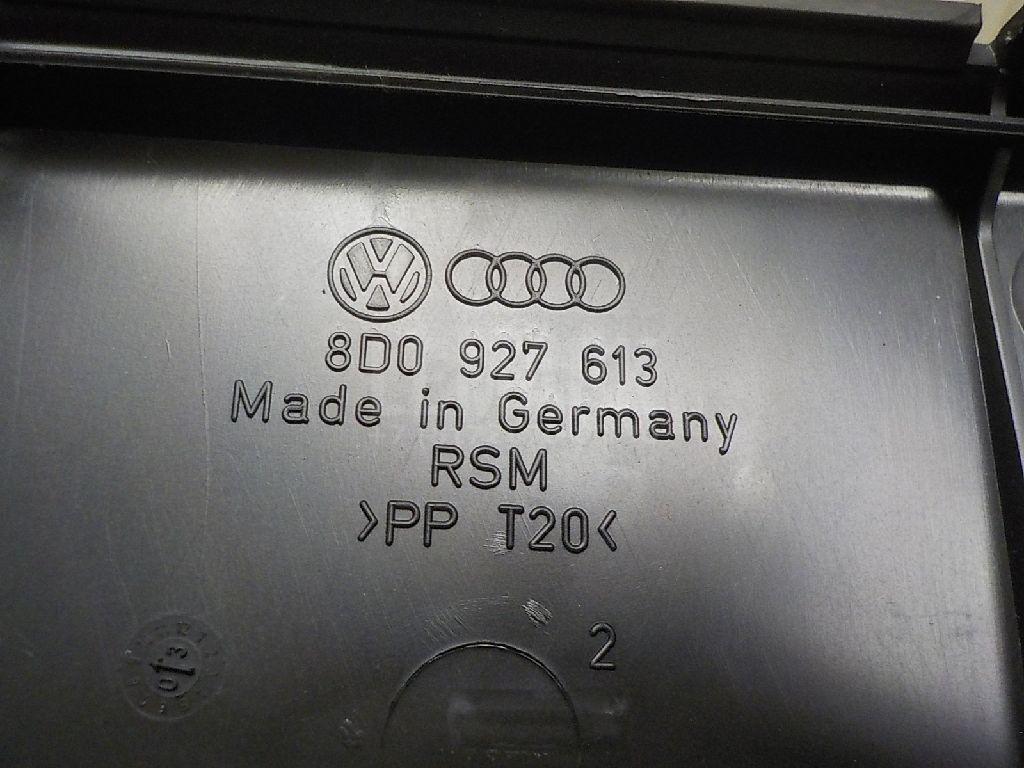 8D0 927 613
Made in Germany
RSM
>PP T20<
2